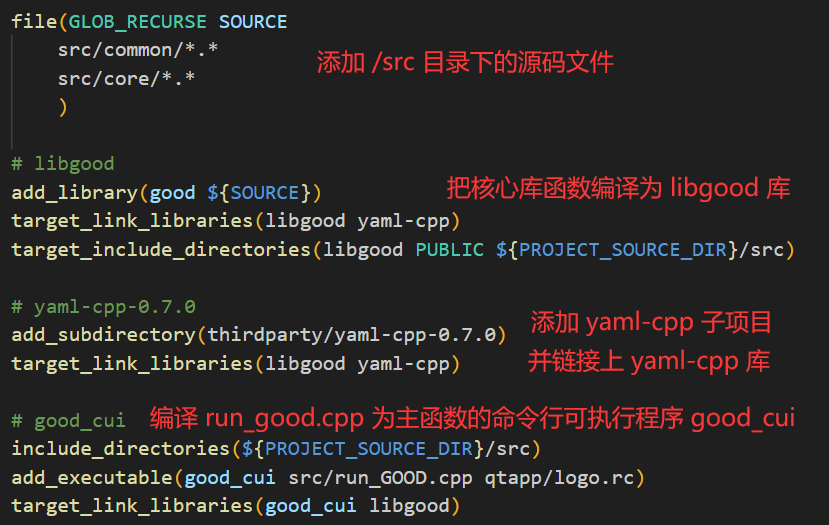 file(GLOB_RECURSE SOURCE
src/common/*.*
添加 /src 目录下的源码文件
src/core/*.*
)
# libgood
add_library(good ${SOURCE})
把核心库函数编译为 libgood 库
target_link_libraries(libgood yaml-cpp)
target_include_directories(libgood PUBLIC ${PROJECT_SOURCE_DIR}/src)
# yaml-cpp-0.7.0
添加 yaml-cpp 子项目
add_subdirectory(thirdparty/yaml-cpp-0.7.0)
并链接上 yaml-cpp 库
target_link_libraries(libgood yaml-cpp)
# good_cui 编译 run_good.cpp 为主函数的命令行可执行程序 good_cui
include_directories(${PROJECT_SOURCE_DIR}/src)
add_executable(good_cui src/run_GOOD.cpp qtapp/logo.rc)
target_link_libraries(good_cui libgood)